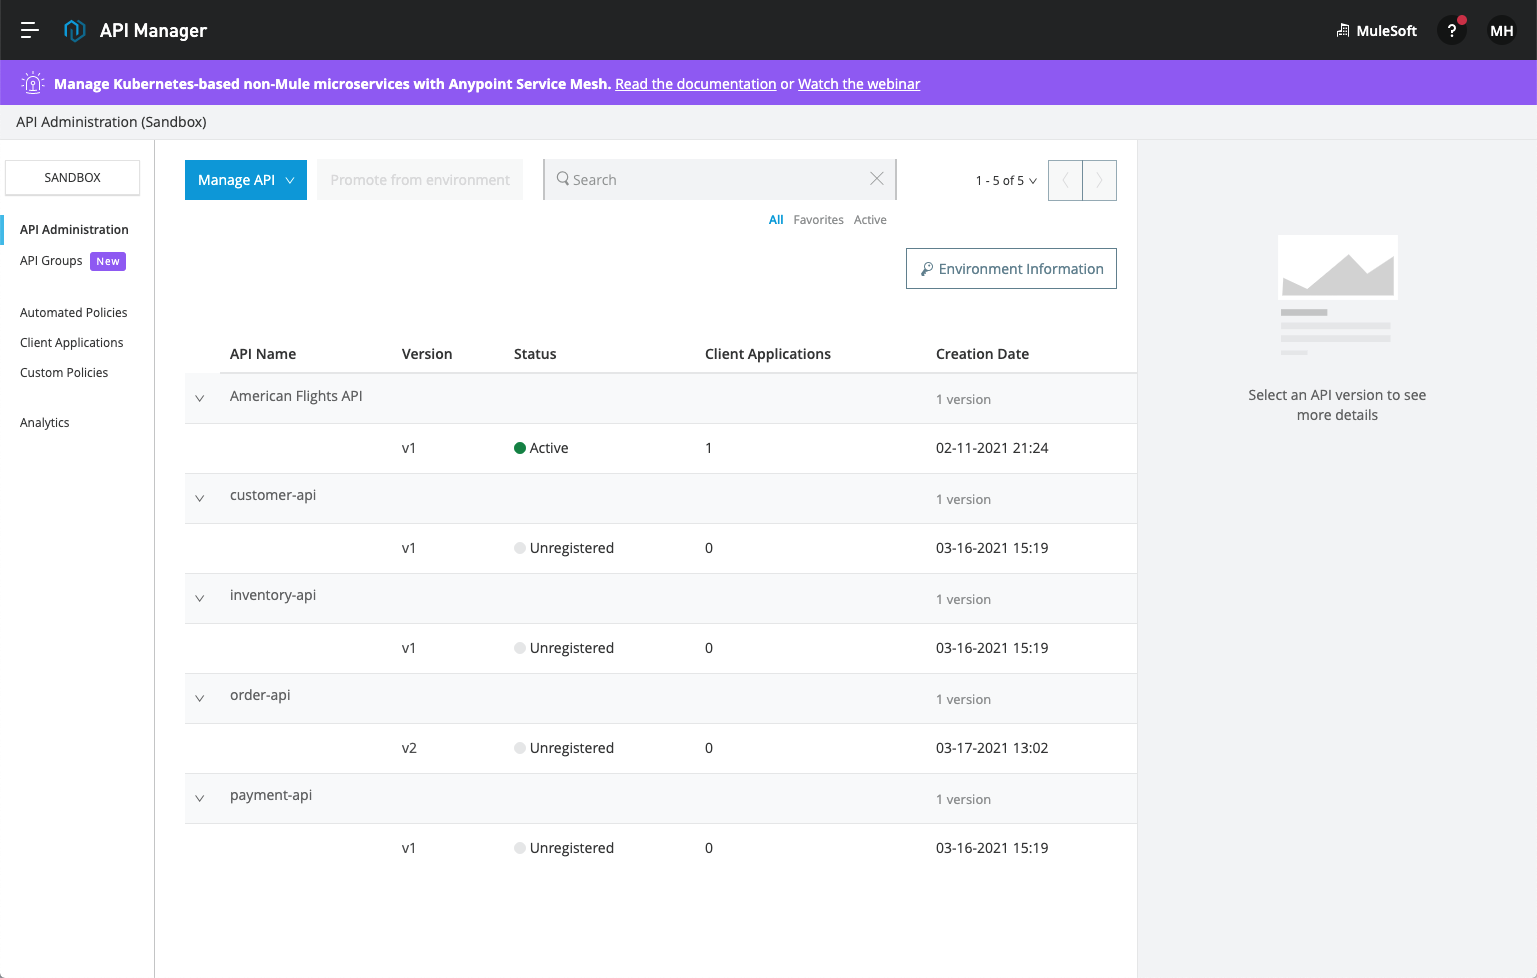 API Manager
MuleSoft
?
MH
Manage Kubernetes-based non-Mule microservices with Anypoint Service Mesh. Read the documentation or Watch the webinar
API Administration (Sandbox)
SANDBOX
API Administration
API Groups New
Automated Policies
Client Applications
Custom Policies
Analytics
Manage API
Promote from environment
Search
1 - 5 of 5
All Favorites Active
Environment Information
API Name Version Status Client Applications Creation Date
American Flights API 1 version
v1 Active 1 02-11-2021 21:24
customer-api 1 version
v1 Unregistered 0 03-16-2021 15:19
inventory-api 1 version
v1 Unregistered 0 03-16-2021 15:19
order-api 1 version
v2 Unregistered 0 03-17-2021 13:02
payment-api 1 version
v1 Unregistered 0 03-16-2021 15:19
Select an API version to see
more details